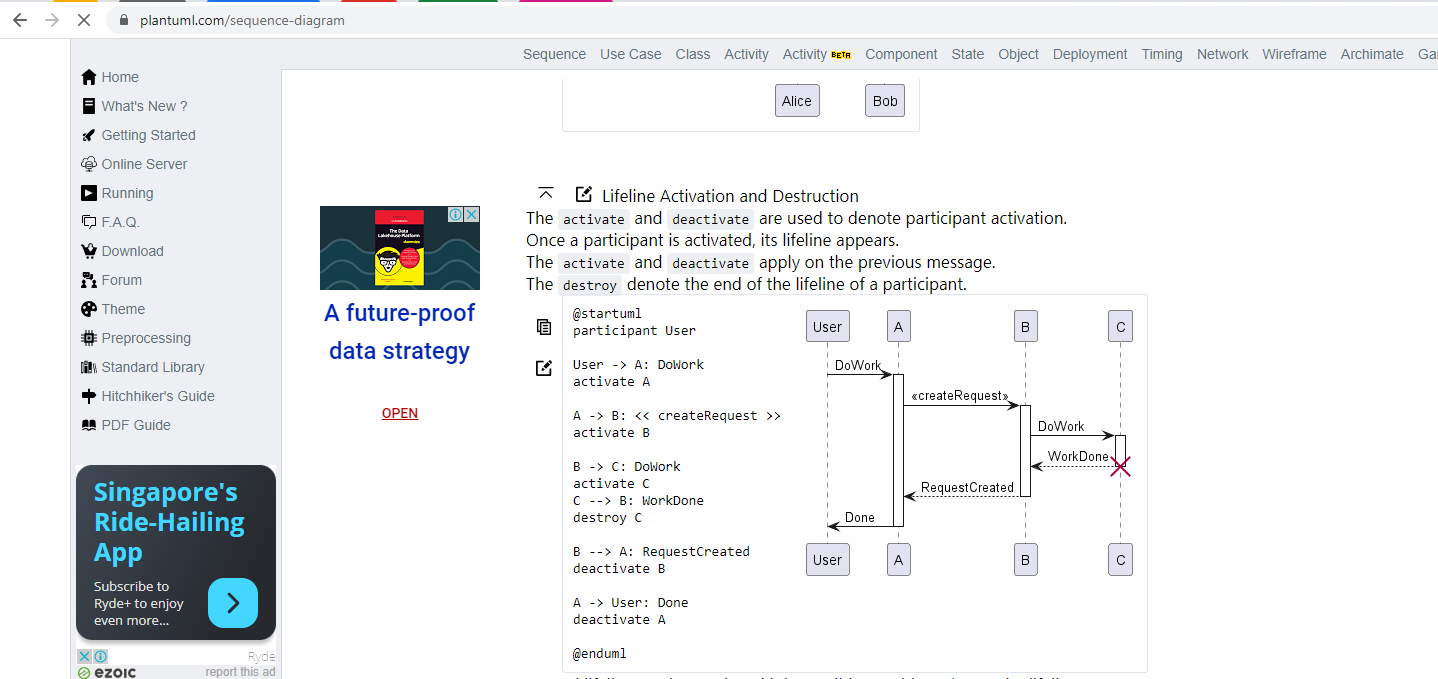 plantuml.com/sequence-diagram
Sequence Use Case Class Activity Activity BETA Component State Object Deployment Timing Network Wireframe Archimate
Home
What's New ?
Getting Started
Online Server
Running
F.A.Q.
Download
Forum
Theme
Preprocessing
Standard Library
Hitchhiker's Guide
PDF Guide
Singapore's
Ride-Hailing
App
Subscribe to
Ryde+ to enjoy
even more...
Ryde
ezoic report this ad
The Data
Lakehouse Platform
dummies
A future-proof
data strategy
OPEN
Alice Bob
Lifeline Activation and Destruction
The activate and deactivate are used to denote participant activation.
Once a participant is activated, its lifeline appears.
The activate and deactivate apply on the previous message.
The destroy denote the end of the lifeline of a participant.
@startuml
participant User
User -> A: DoWork
activate A
A -> B: << createRequest >>
activate B
B -> C: DoWork
activate C
C --> B: WorkDone
destroy C
B --> A: RequestCreated
deactivate B
A -> User: Done
deactivate A
@enduml
User A B C
DoWork
«createRequest»
DoWork
WorkDone
RequestCreated
Done
User A B C